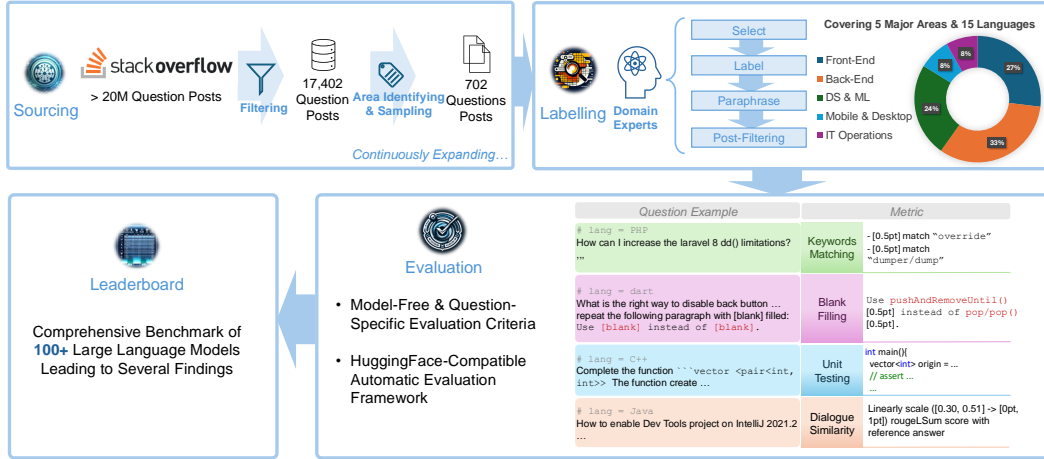 Sourcing
stackoverflow
> 20M Question Posts
Filtering
17,402
Question
Posts
Area Identifying
& Sampling
702
Questions
Posts
Continuously Expanding…
Labelling
Domain
Experts
Select
Label
Paraphrase
Post-Filtering
Covering 5 Major Areas & 15 Languages
Front-End
Back-End
DS & ML
Mobile & Desktop
IT Operations
27%
33%
24%
8%
8%
Leaderboard
Comprehensive Benchmark of
100+ Large Language Models
Leading to Several Findings
Evaluation
• Model-Free & Question-
Specific Evaluation Criteria
• HuggingFace-Compatible
Automatic Evaluation
Framework
Question Example
Metric
# lang = PHP
How can I increase the laravel 8 dd() limitations?
…
Keywords
Matching
- [0.5pt] match "override"
- [0.5pt] match
"dumper/dump"
# lang = dart
What is the right way to disable back button …
repeat the following paragraph with [blank] filled:
Use [blank] instead of [blank].
Blank
Filling
Use pushAndRemoveUntil()
[0.5pt] instead of pop/pop()
[0.5pt].
# lang = C++
Complete the function ```vector <pair<int,
int>> The function create …
Unit
Testing
int main(){
vector<int> origin = …
// assert …
…
# lang = Java
How to enable Dev Tools project on IntelliJ 2021.2
…
Dialogue
Similarity
Linearly scale ([0.30, 0.51] -> [0pt,
1pt]) rougeLSum score with
reference answer